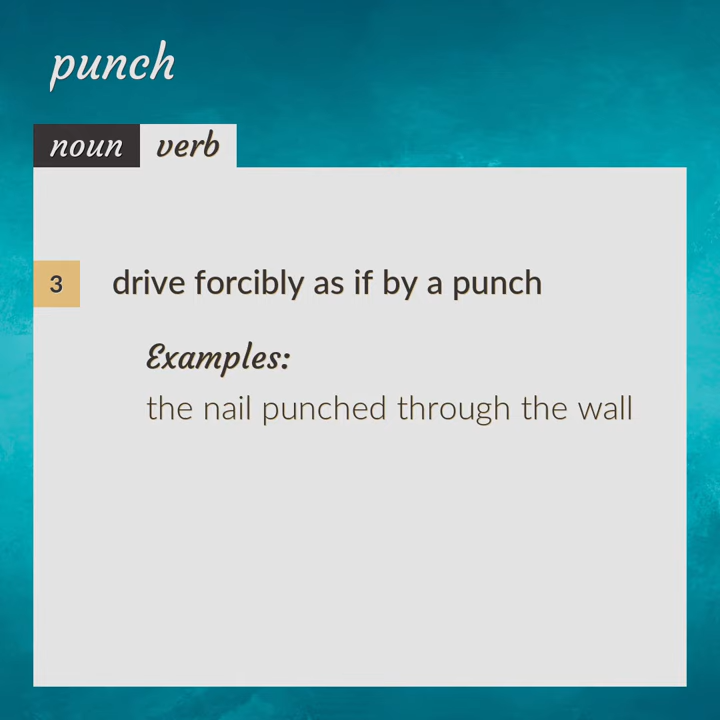 punch
noun verb
3 drive forcibly as if by a punch
Examples:
the nail punched through the wall